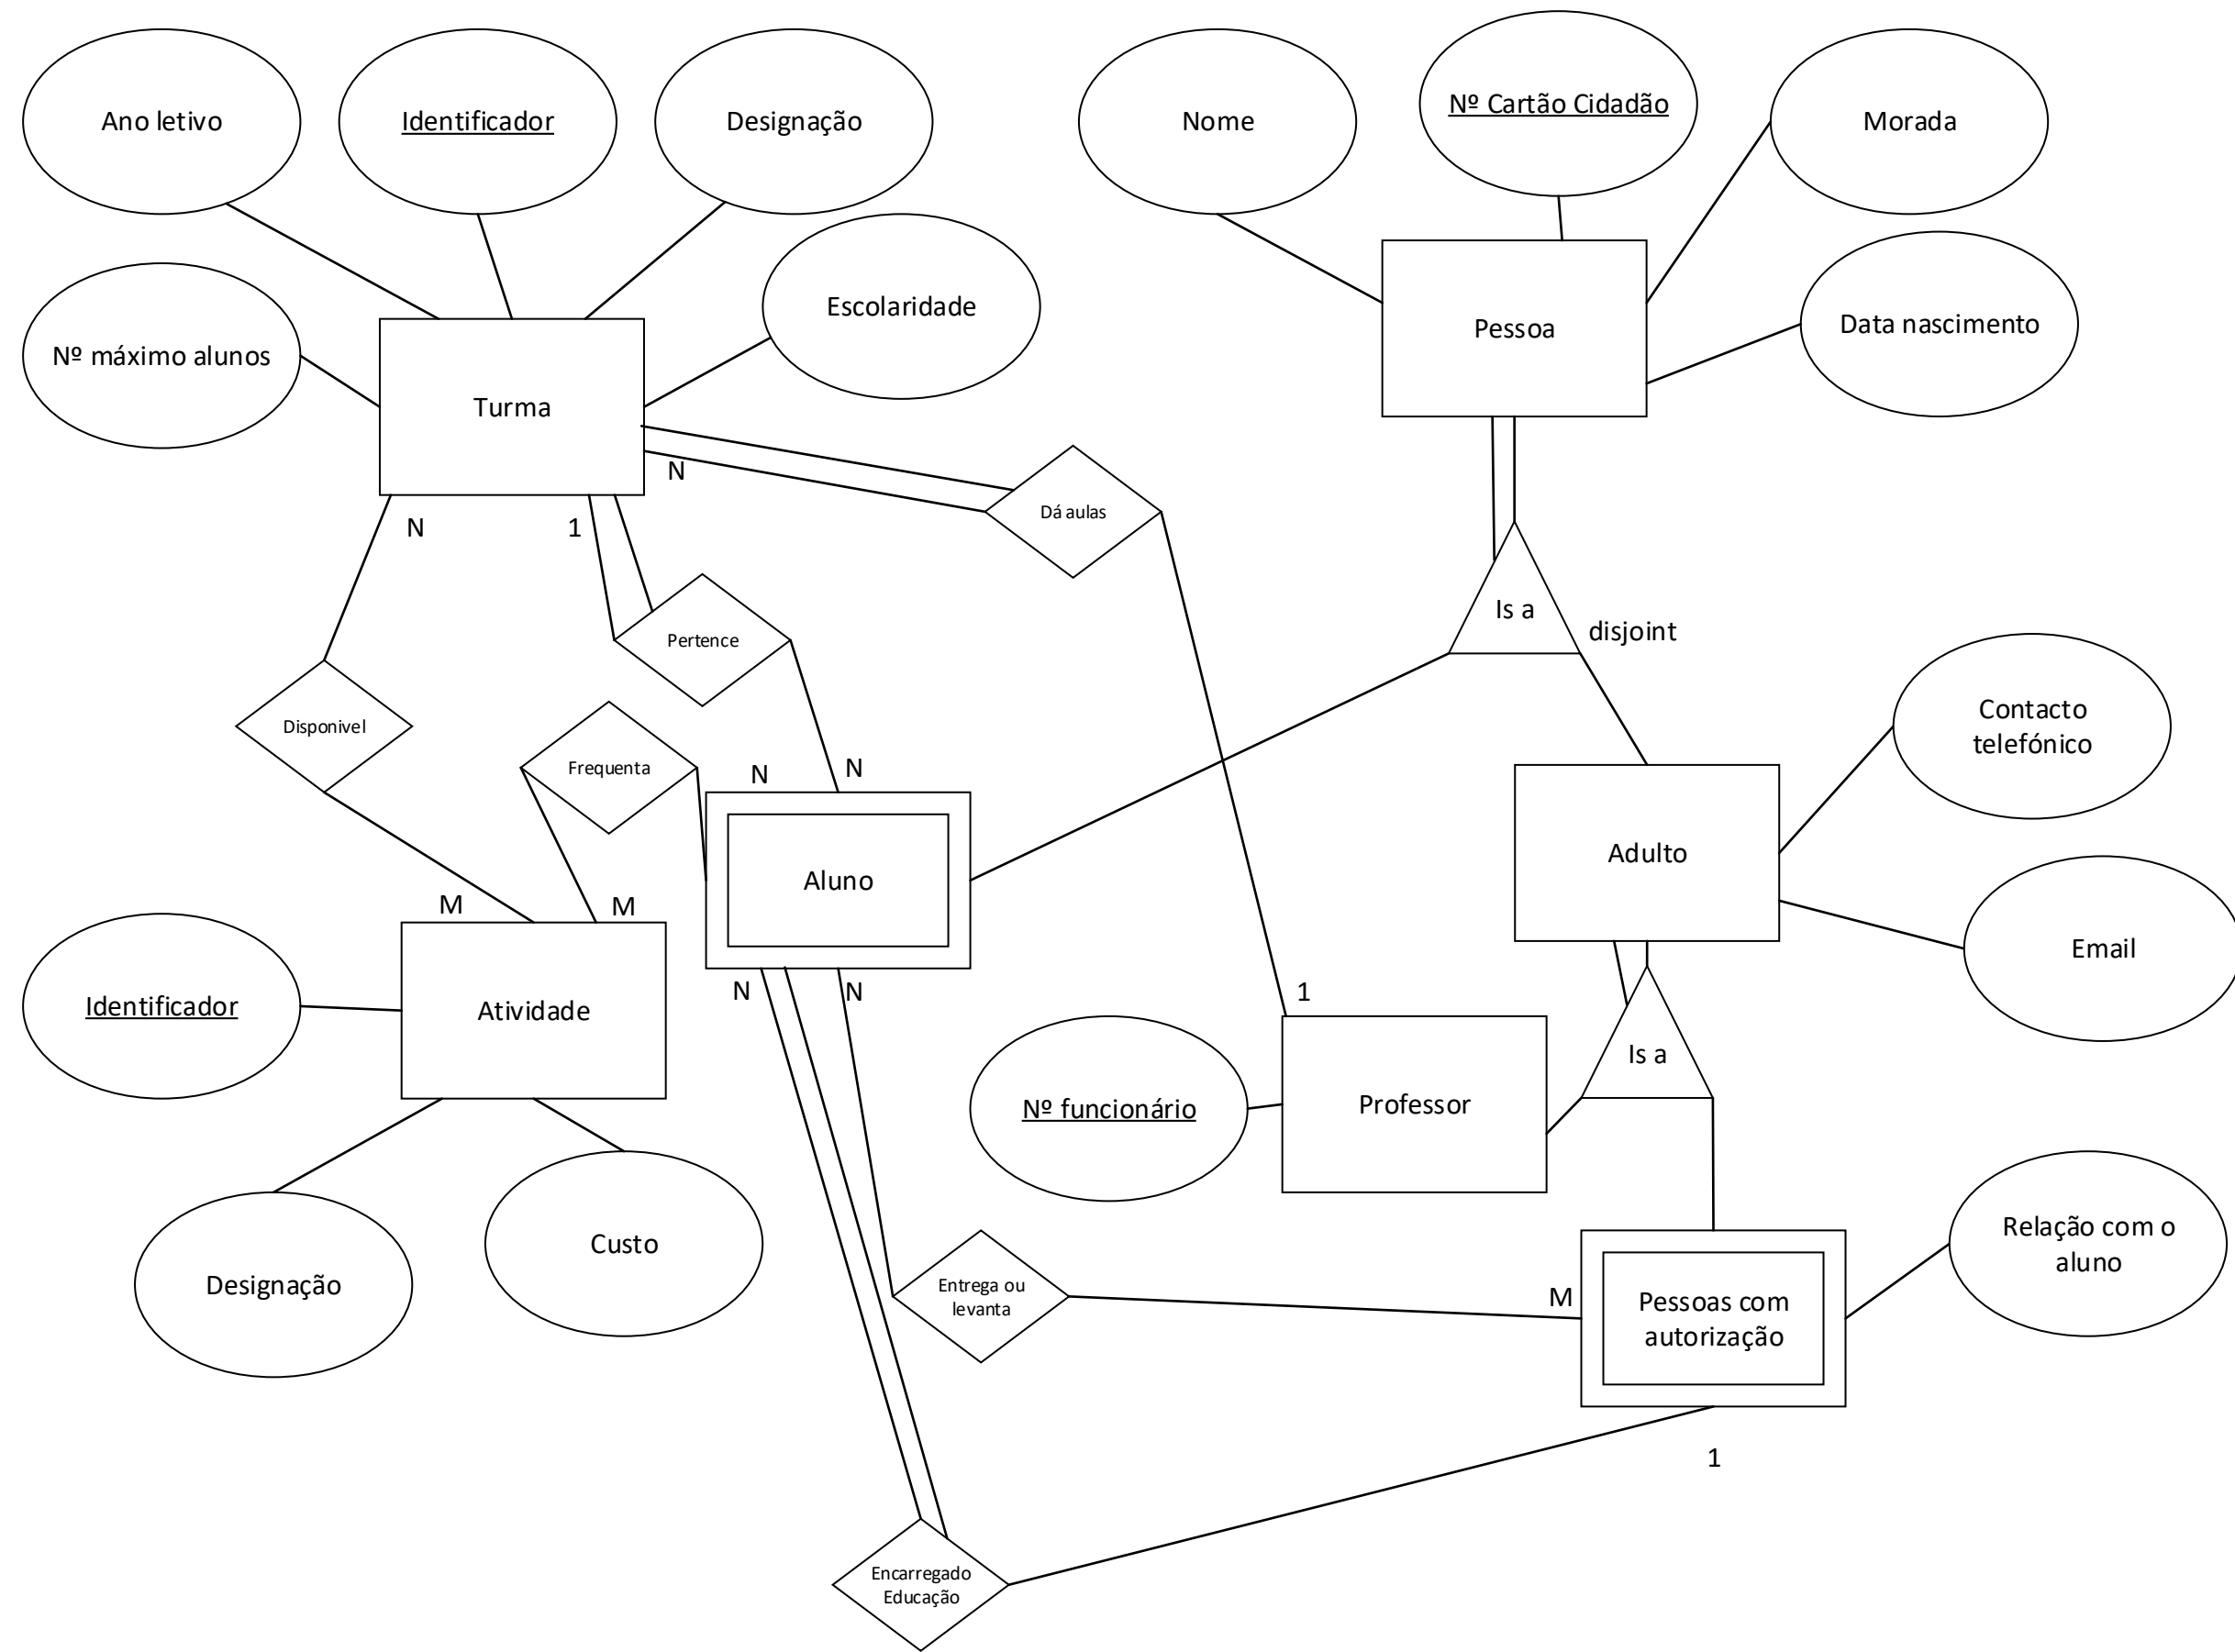 Ano letivo
Identificador
Designação
Nome
Nº Cartão Cidadão
Morada
Nº máximo alunos
Escolaridade
Turma
Pessoa
Data nascimento
N
1
N
Dá aulas
Is a
disjoint
Pertence
Disponivel
Frequenta
N
N
Contacto
telefónico
Aluno
Adulto
M
M
Email
Identificador
Atividade
N
N
1
Nº funcionário
Professor
Is a
Designação
Custo
Entrega ou
levanta
M
Pessoas com
autorização
Relação com o
aluno
1
Encarregado
Educação